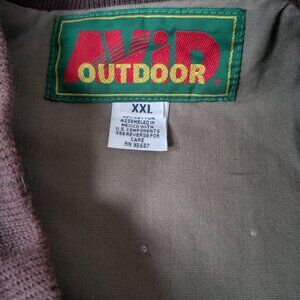 AVID
OUTDOOR
XXL
ASSEMBLED IN
MEXICO WITH
U.S. COMPONENTS
SEE REVERSE FOR
CARE
RN 92687